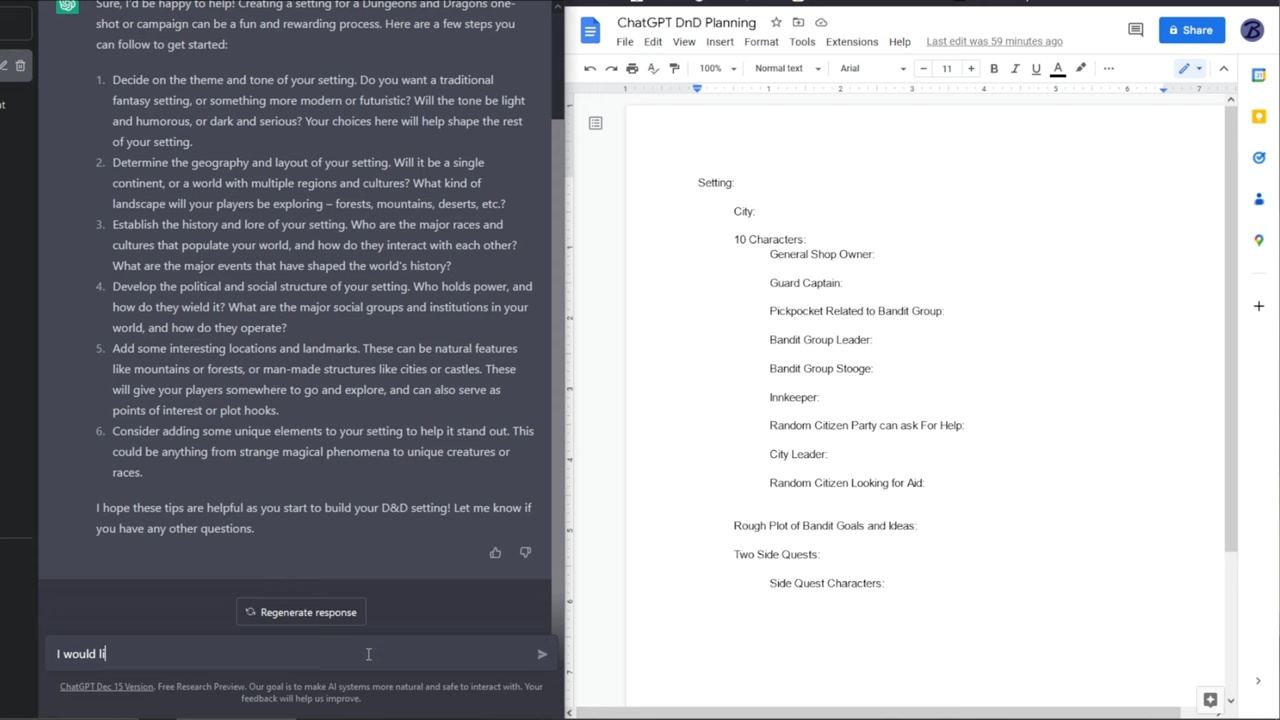 Sure, I'd be happy to help! Creating a setting for a Dungeons and Dragons one-
shot or campaign can be a fun and rewarding process. Here are a few steps you
can follow to get started:
1. Decide on the theme and tone of your setting. Do you want a traditional
fantasy setting, or something more modern or futuristic? Will the tone be light
and humorous, or dark and serious? Your choices here will help shape the rest
of your setting.
2. Determine the geography and layout of your setting. Will it be a single
continent, or a world with multiple regions and cultures? What kind of
landscape will your players be exploring – forests, mountains, deserts, etc.?
3. Establish the history and lore of your setting. Who are the major races and
cultures that populate your world, and how do they interact with each other?
What are the major events that have shaped the world's history?
4. Develop the political and social structure of your setting. Who holds power, and
how do they wield it? What are the major social groups and institutions in your
world, and how do they operate?
5. Add some interesting locations and landmarks. These can be natural features
like mountains or forests, or man-made structures like cities or castles. These
will give your players somewhere to go and explore, and can also serve as
points of interest or plot hooks.
6. Consider adding some unique elements to your setting to help it stand out. This
could be anything from strange magical phenomena to unique creatures or
races.
I hope these tips are helpful as you start to build your D&D setting! Let me know if
you have any other questions.
Regenerate response
I would li
ChatGPT Dec 15 Version. Free Research Preview. Our goal is to make AI systems more natural and safe to interact with. Your
feedback will help us improve.
ChatGPT DnD Planning
File Edit View Insert Format Tools Extensions Help Last edit was 59 minutes ago
Share
100% Normal text Arial 11 B I U A
1 1 2 3 4 5 6 7
Setting:
City:
10 Characters:
General Shop Owner:
Guard Captain:
Pickpocket Related to Bandit Group:
Bandit Group Leader:
Bandit Group Stooge:
Innkeeper:
Random Citizen Party can ask For Help:
City Leader:
Random Citizen Looking for Aid:
Rough Plot of Bandit Goals and Ideas:
Two Side Quests:
Side Quest Characters: